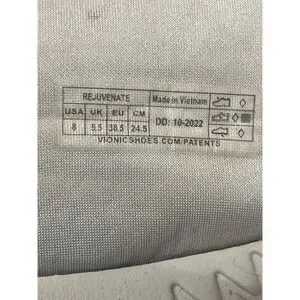 REJUVENATE Made in Vietnam
USA UK EU CM
8 5.5 38.5 24.5 DD: 10-2022
VIONICSHOES.COM/PATENTS